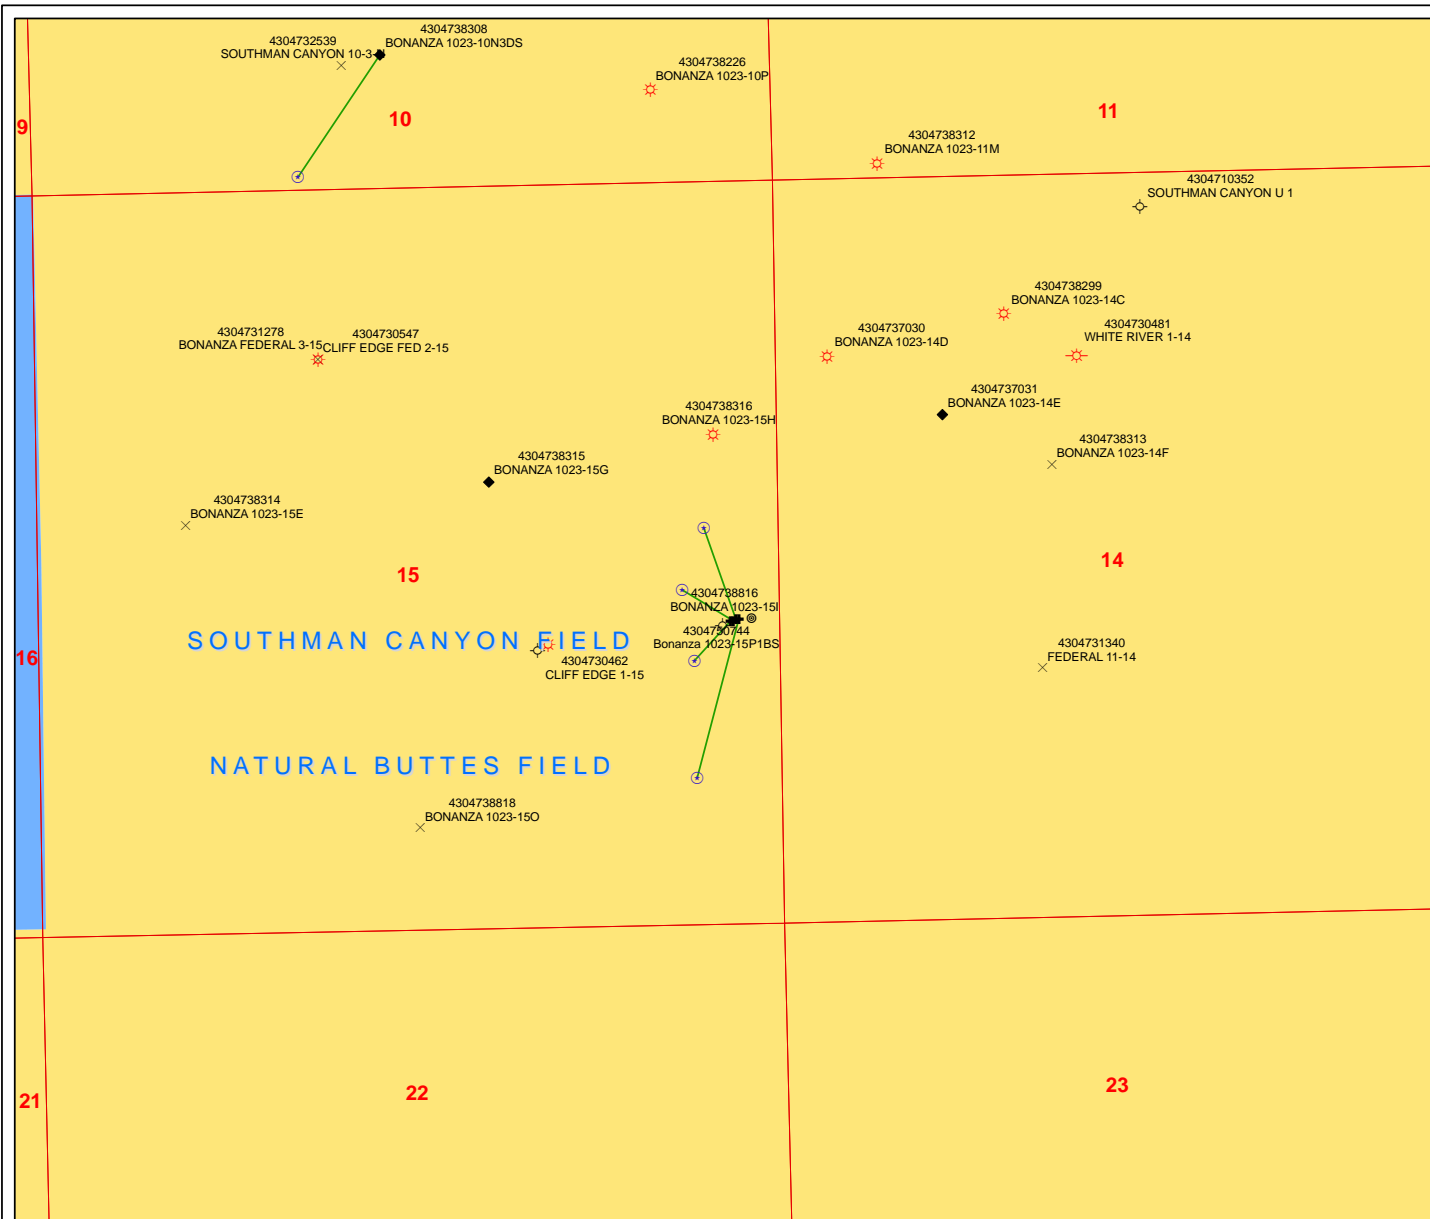 4304738308
BONANZA 1023-10N3DS
4304732539
SOUTHMAN CANYON 10-3-
4304738226
BONANZA 1023-10P
11
10
9
4304738312
BONANZA 1023-11M
4304710352
SOUTHMAN CANYON U 1
4304738299
BONANZA 1023-14C
4304731278
BONANZA FEDERAL 3-15
4304730547
CLIFF EDGE FED 2-15
4304737030
BONANZA 1023-14D
4304730481
WHITE RIVER 1-14
4304737031
BONANZA 1023-14E
4304738316
BONANZA 1023-15H
4304738313
BONANZA 1023-14F
4304738315
BONANZA 1023-15G
4304738314
BONANZA 1023-15E
15
14
4304738816
BONANZA 1023-15I
4304750744
Bonanza 1023-15P1BS
SOUTHMAN CANYON FIELD
16
4304730462
CLIFF EDGE 1-15
4304731340
FEDERAL 11-14
NATURAL BUTTES FIELD
4304738818
BONANZA 1023-15O
21
22
23